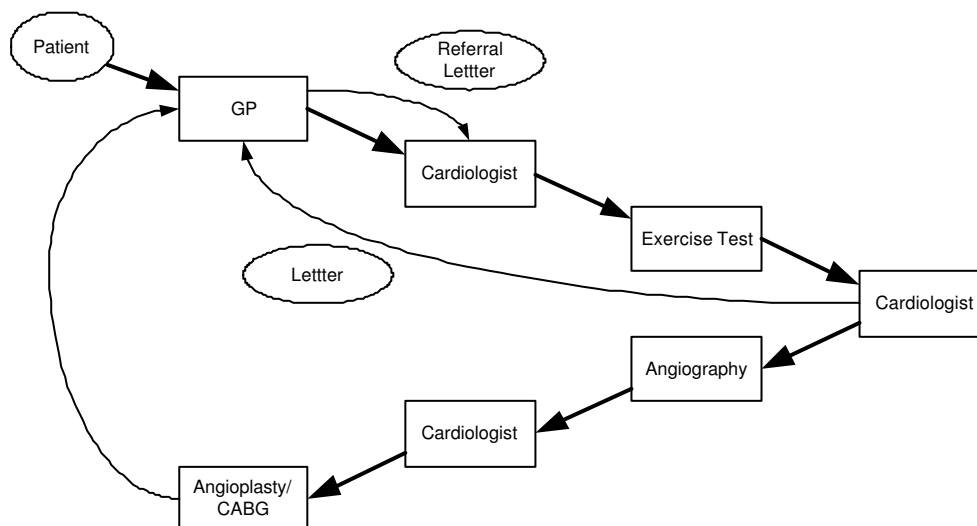 Patient
Referral
Lettter
GP
Cardiologist
Exercise Test
Lettter
Cardiologist
Angiography
Cardiologist
Angioplasty/
CABG